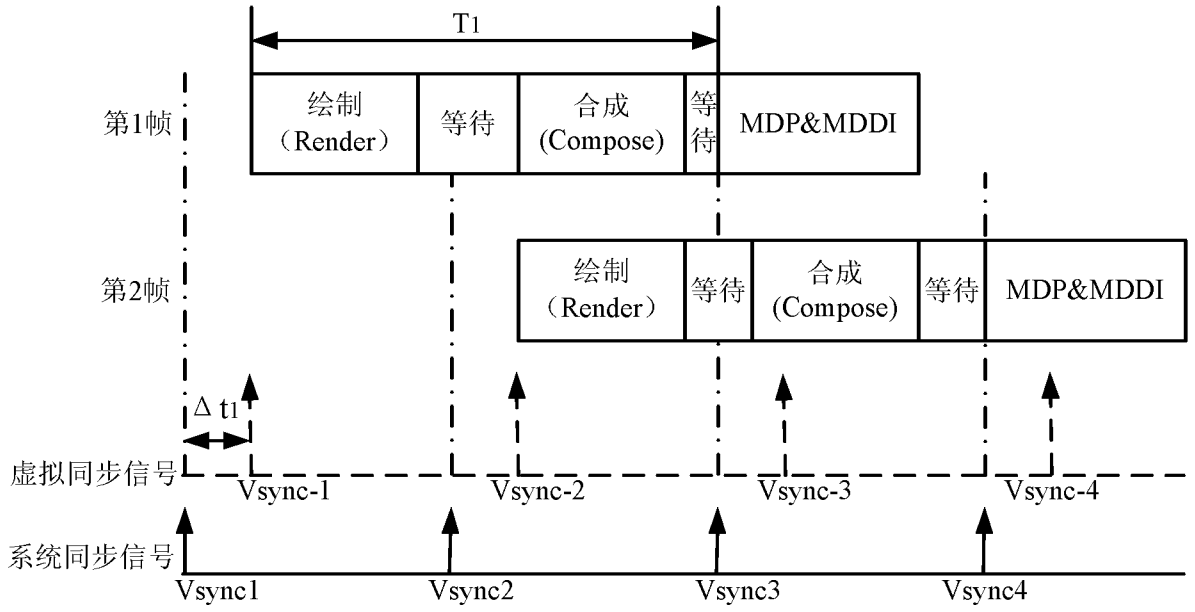 T1
第1帧
绘制
（Render）
等待
合成
(Compose)
等
待
MDP&MDDI
第2帧
绘制
（Render）
等待
合成
(Compose)
等待
MDP&MDDI
Δt1
虚拟同步信号
Vsync-1
Vsync-2
Vsync-3
Vsync-4
系统同步信号
Vsync1
Vsync2
Vsync3
Vsync4